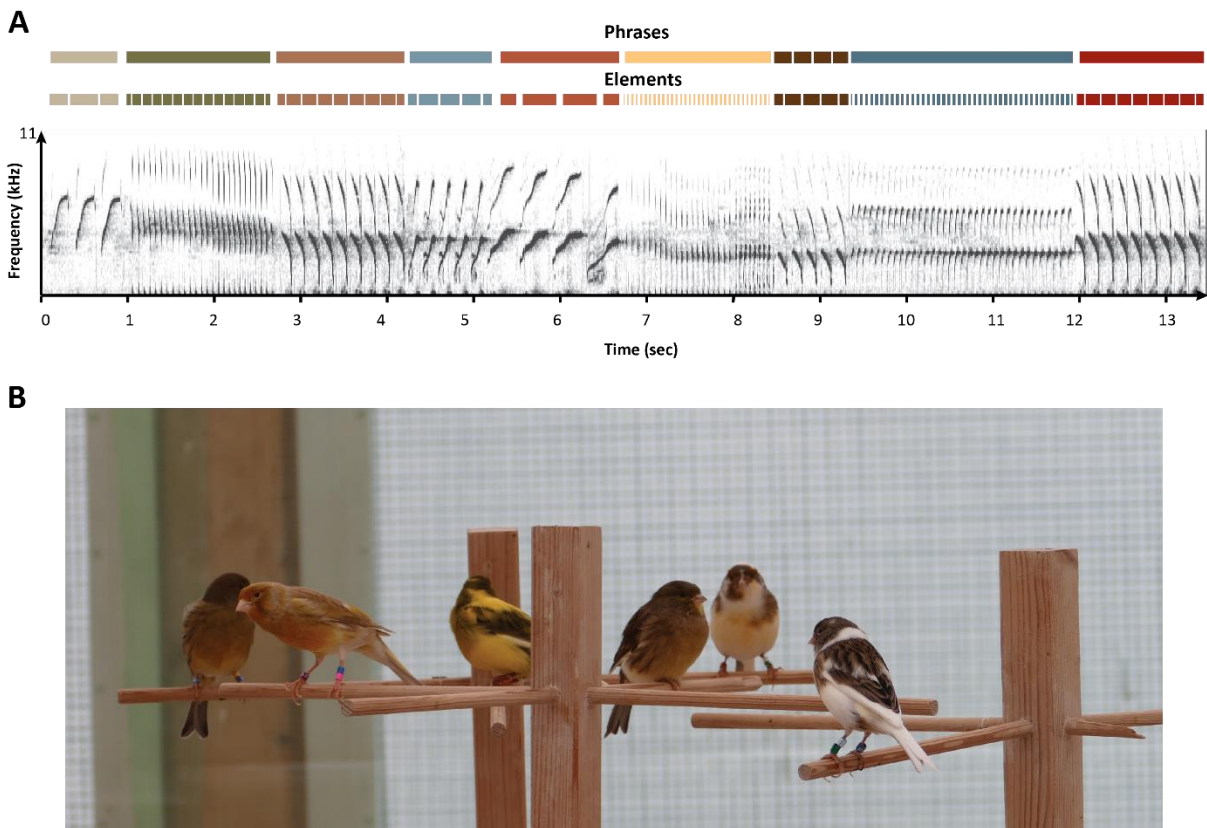 A
Phrases
Elements
11
Frequency (kHz)
0 1 2 3 4 5 6 7 8 9 10 11 12 13
Time (sec)
B